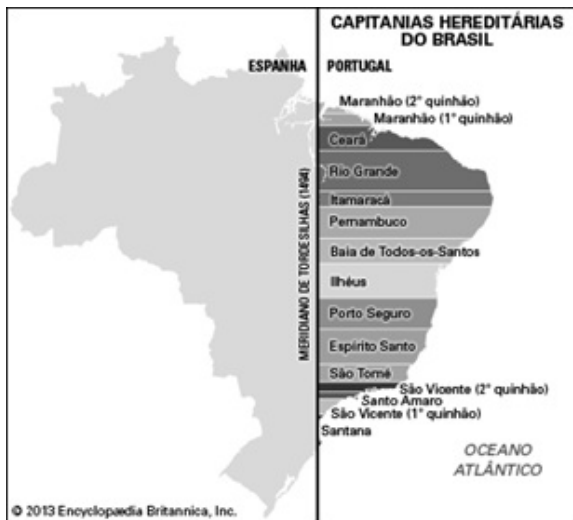 CAPITANIAS HEREDITÁRIAS
DO BRASIL
ESPANHA
PORTUGAL
Maranhão (2° quinhão)
Maranhão (1° quinhão)
Ceará
Rio Grande
Itamaracá
Pernambuco
Baia de Todos-os-Santos
Ilhéus
Porto Seguro
Espírito Santo
São Tomé
São Vicente (2° quinhão)
Santo Amaro
São Vicente (1° quinhão)
Santana
MERIDIANO DE TORDESILHAS (1494)
OCEANO
ATLÂNTICO
© 2013 Encyclopædia Britannica, Inc.